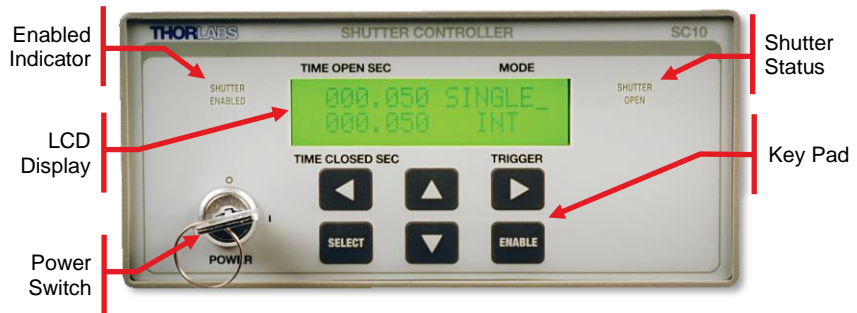 Enabled
Indicator
THORLABS
SHUTTER CONTROLLER
SC10
Shutter
Status
SHUTTER
ENABLED
TIME OPEN SEC
MODE
SHUTTER
OPEN
000.050 SINGLE_
000.050 INT
LCD
Display
TIME CLOSED SEC
TRIGGER
Key Pad
O
I
SELECT
ENABLE
POWER
Power
Switch